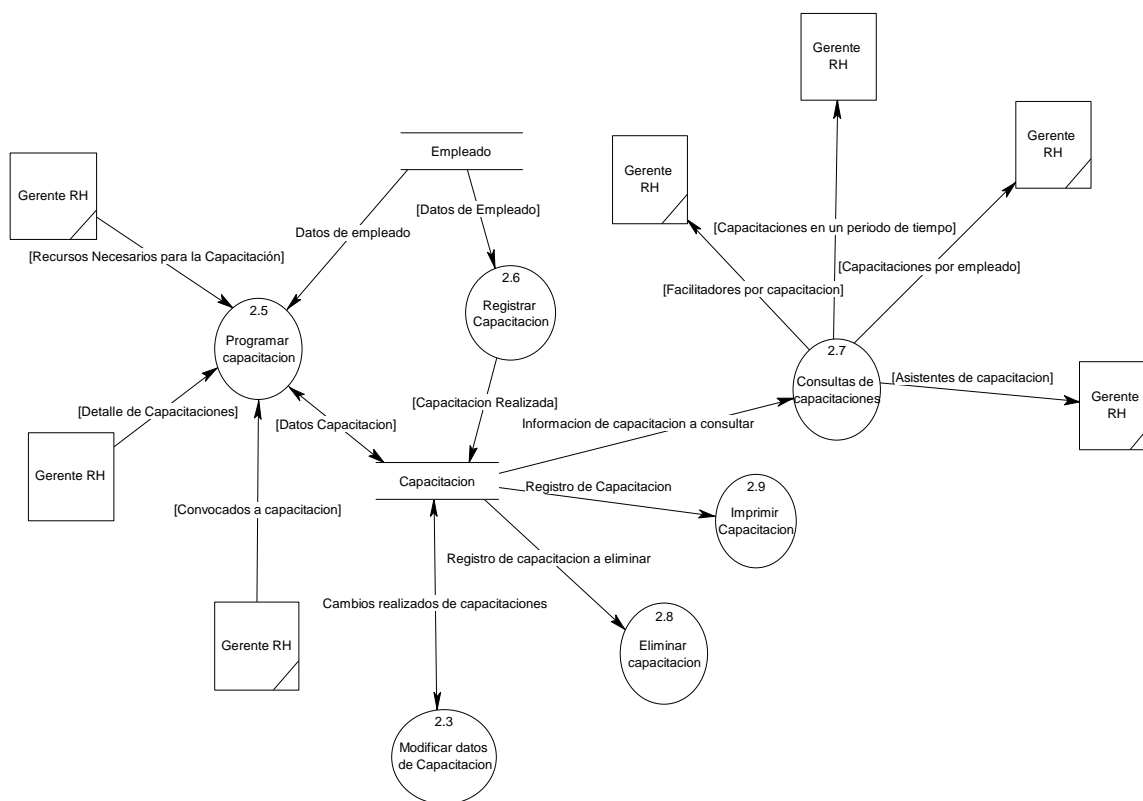 Gerente
RH
Gerente
RH
Gerente
RH
Empleado
Gerente RH
[Datos de Empleado]
Datos de empleado
[Capacitaciones en un periodo de tiempo]
[Recursos Necesarios para la Capacitación]
[Capacitaciones por empleado]
2.6
Registrar
Capacitacion
[Facilitadores por capacitacion]
2.5
Programar
capacitacion
2.7
Consultas de
capacitaciones
[Asistentes de capacitacion]
Gerente
RH
[Detalle de Capacitaciones]
[Capacitacion Realizada]
[Datos Capacitacion]
Informacion de capacitacion a consultar
Gerente RH
Capacitacion
Registro de Capacitacion
2.9
Imprimir
Capacitacion
[Convocados a capacitacion]
Registro de capacitacion a eliminar
Cambios realizados de capacitaciones
2.8
Eliminar
capacitacion
Gerente RH
2.3
Modificar datos
de Capacitacion